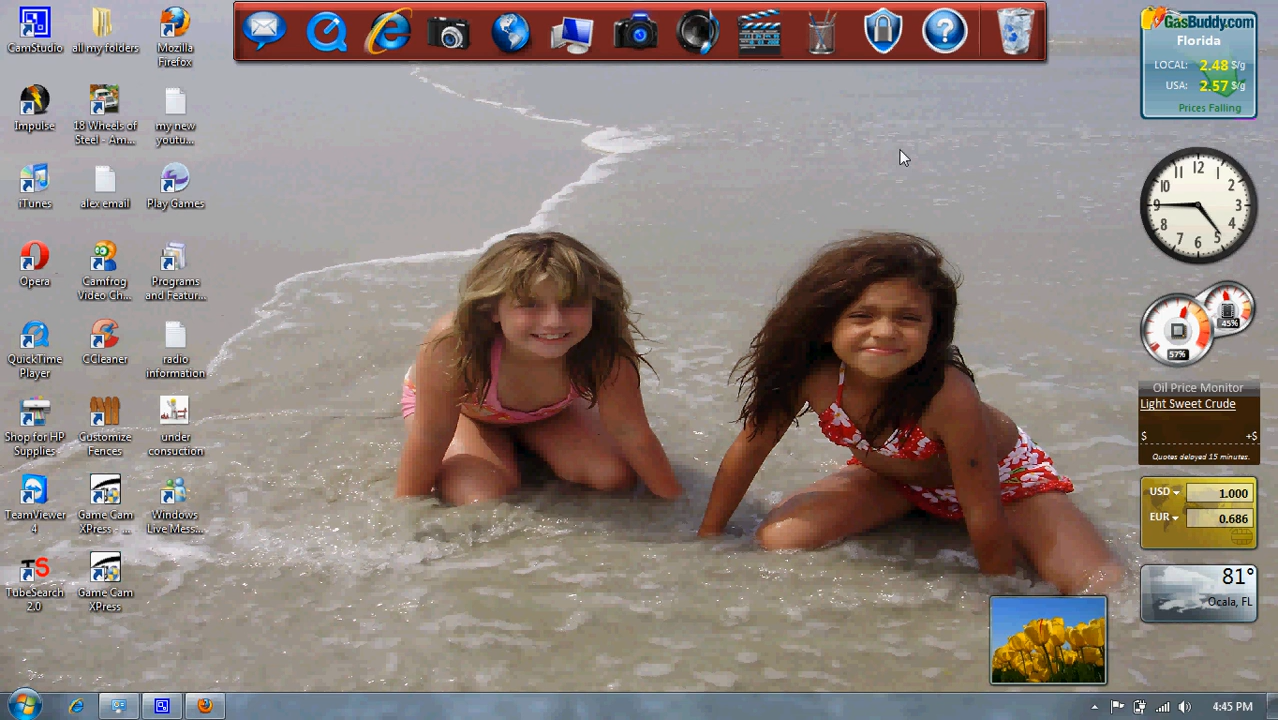 CamStudio
all my folders
Mozilla
Firefox
Impulse
18 Wheels of
Steel - Am...
my new
youtu...
iTunes
alex email
Play Games
Opera
Camfrog
Video Ch...
Programs
and Featur...
QuickTime
Player
CCleaner
radio
information
Shop for HP
Supplies
Customize
Fences
under
consuction
TeamViewer
4
Game Cam
XPress - ...
Windows
Live Mess...
TubeSearch
2.0
Game Cam
XPress
GasBuddy.com
Florida
LOCAL: 2.48 $/g
USA: 2.57 $/g
Prices Falling
12
1
2
3
4
5
6
7
8
9
10
11
45%
57%
Oil Price Monitor
Light Sweet Crude
$ +$
Quotes delayed 15 minutes.
USD 1.000
EUR 0.686
81°
Ocala, FL
4:45 PM